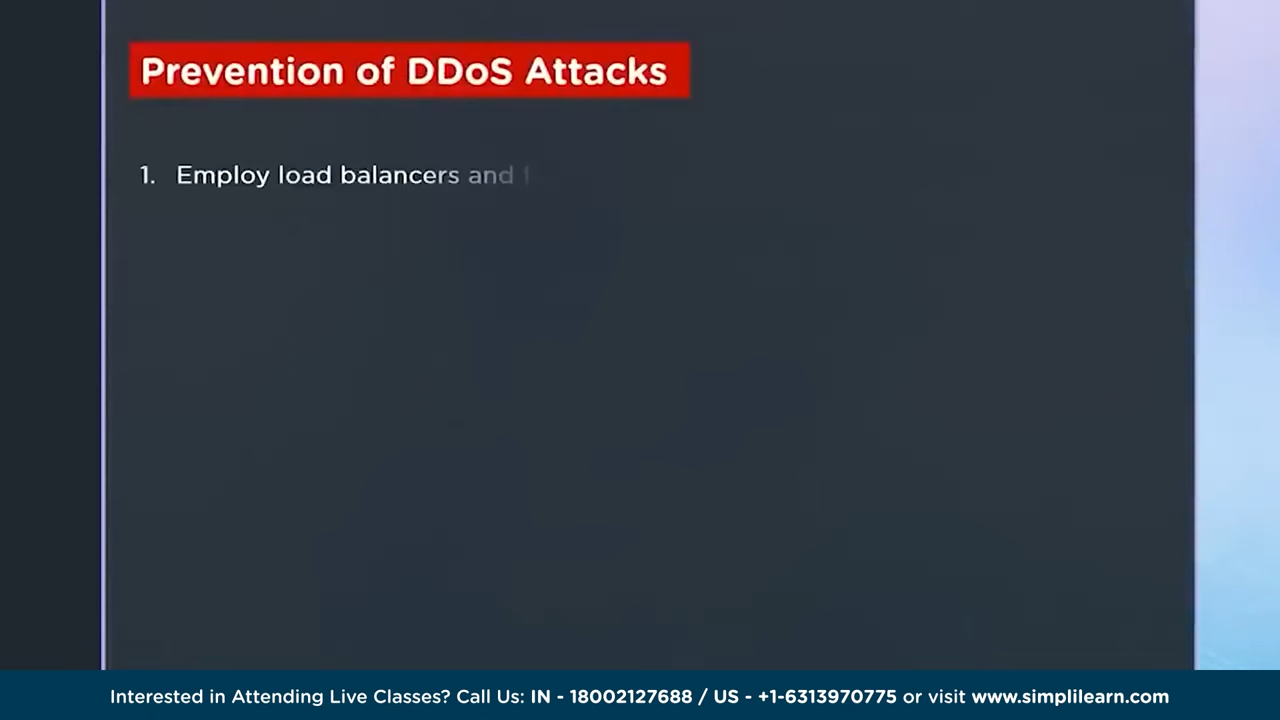 Prevention of DDoS Attacks
1. Employ load balancers and
Interested in Attending Live Classes? Call Us: IN - 18002127688 / US - +1-6313970775 or visit www.simplilearn.com